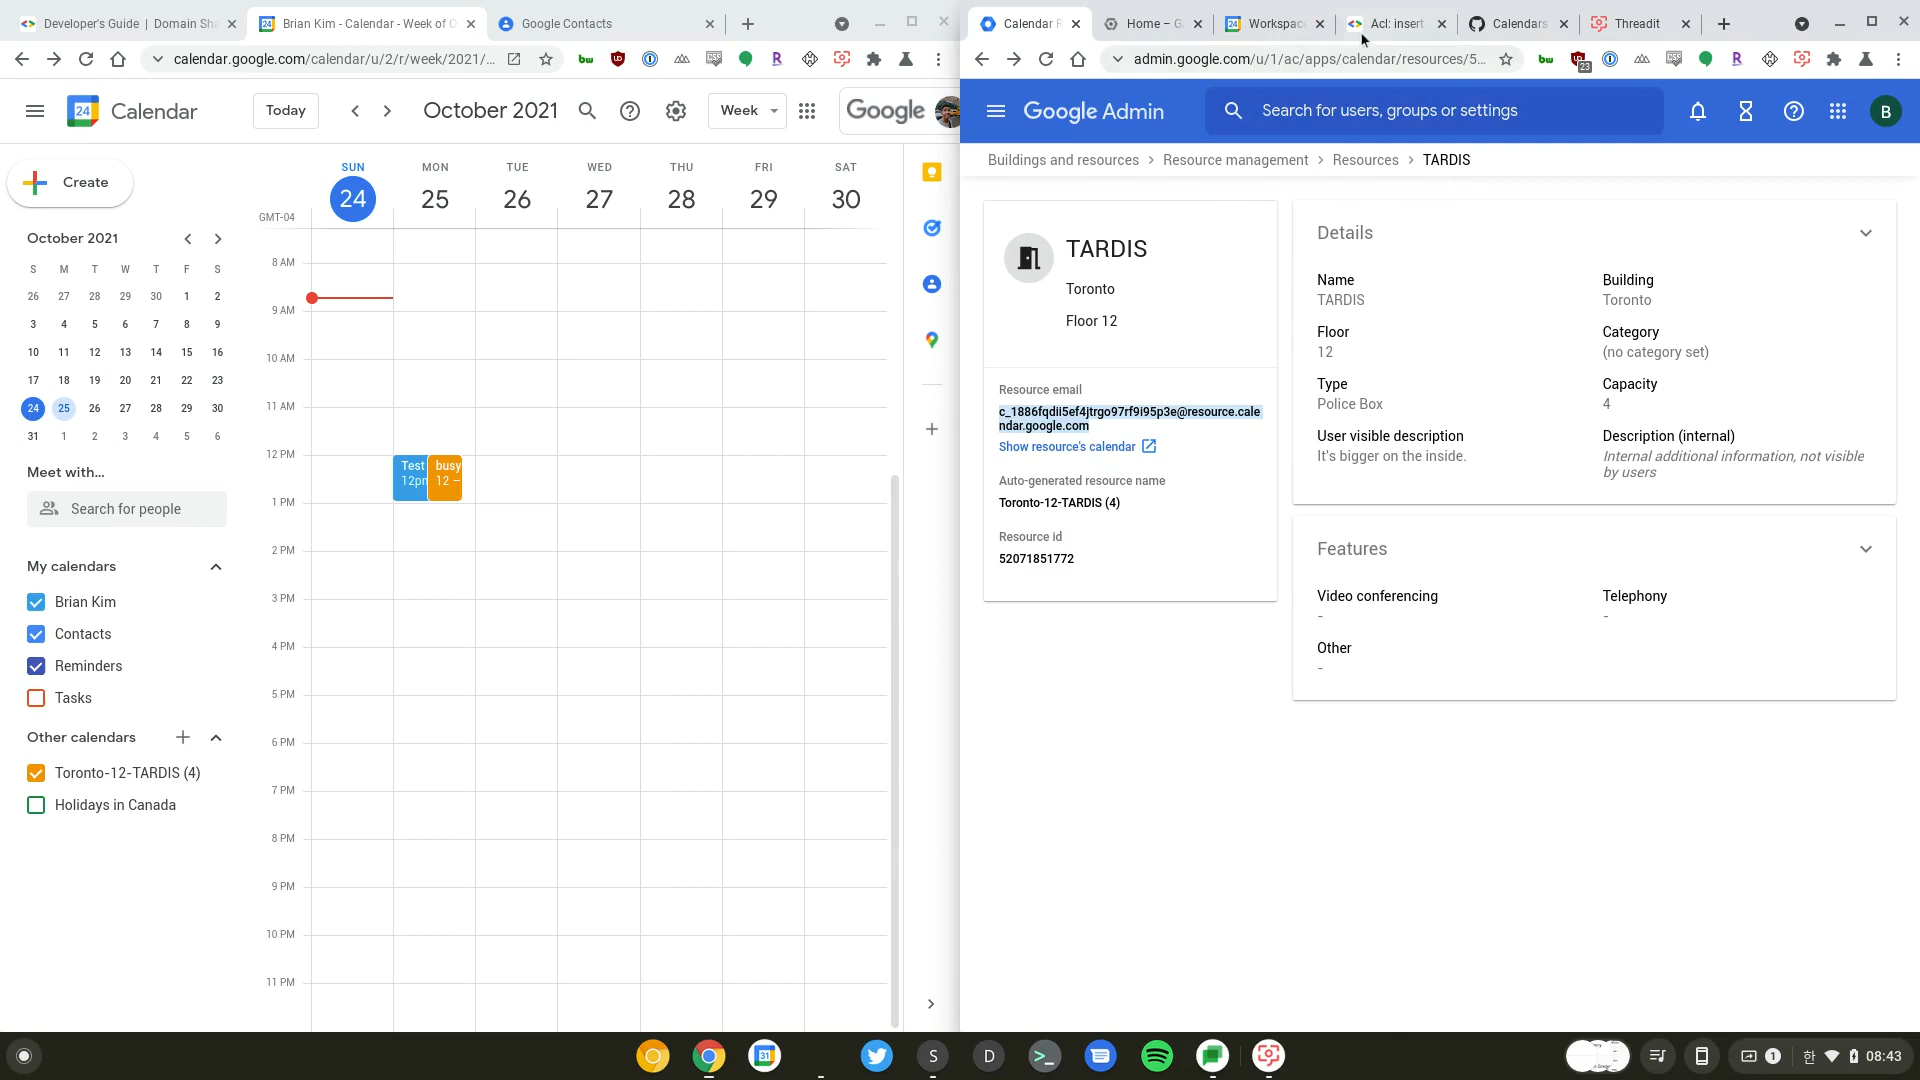 Developer's Guide | Domain Sha
Brian Kim - Calendar - Week of O
Google Contacts
calendar.google.com/calendar/u/2/r/week/2021/...
Calendar
Today
October 2021
Week
Google
Create
GMT-04
SUN MON TUE WED THU FRI SAT
24 25 26 27 28 29 30
October 2021
S M T W T F S
26 27 28 29 30 1 2
3 4 5 6 7 8 9
10 11 12 13 14 15 16
17 18 19 20 21 22 23
24 25 26 27 28 29 30
31 1 2 3 4 5 6
Meet with...
Search for people
My calendars
Brian Kim
Contacts
Reminders
Tasks
Other calendars
Toronto-12-TARDIS (4)
Holidays in Canada
8 AM
9 AM
10 AM
11 AM
12 PM
1 PM
2 PM
3 PM
4 PM
5 PM
6 PM
7 PM
8 PM
9 PM
10 PM
11 PM
Test
12pm
busy
12 –
Calendar R
Home – G
Workspac
Acl: insert
Calendars
Threadit
admin.google.com/u/1/ac/apps/calendar/resources/5...
23
Google Admin
Search for users, groups or settings
B
Buildings and resources > Resource management > Resources > TARDIS
TARDIS
Toronto
Floor 12
Resource email
c_1886fqdii5ef4jtrgo97rf9i95p3e@resource.cale
ndar.google.com
Show resource's calendar
Auto-generated resource name
Toronto-12-TARDIS (4)
Resource id
52071851772
Details
Name
TARDIS
Building
Toronto
Floor
12
Category
(no category set)
Type
Police Box
Capacity
4
User visible description
It's bigger on the inside.
Description (internal)
Internal additional information, not visible
by users
Features
Video conferencing
-
Telephony
-
Other
-
31
S
D
1
한
08:43